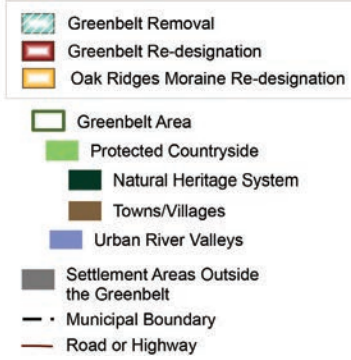 Greenbelt Removal
Greenbelt Re-designation
Oak Ridges Moraine Re-designation
Greenbelt Area
Protected Countryside
Natural Heritage System
Towns/Villages
Urban River Valleys
Settlement Areas Outside
the Greenbelt
Municipal Boundary
Road or Highway